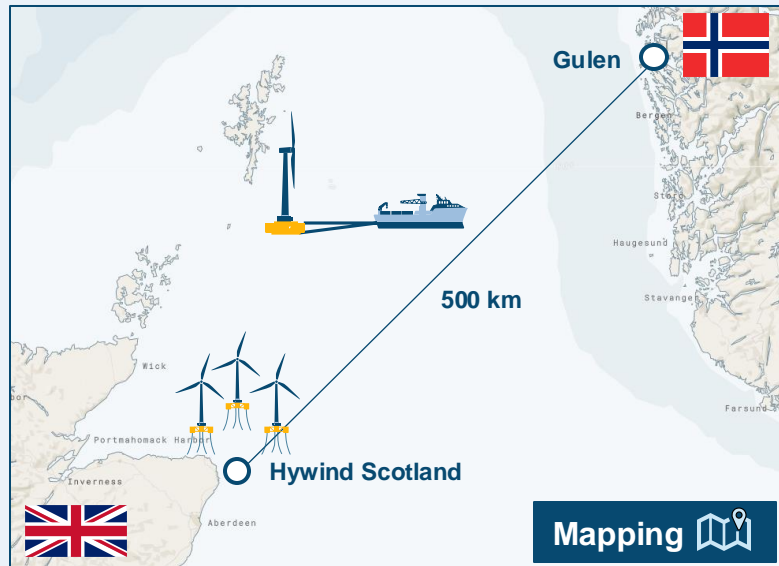 Gulen
Bergen
Stord
Haugesund
500 km
Stavanger
Wick
Farsund
Portmahomack Harbor
Hywind Scotland
Inverness
Aberdeen
Mapping